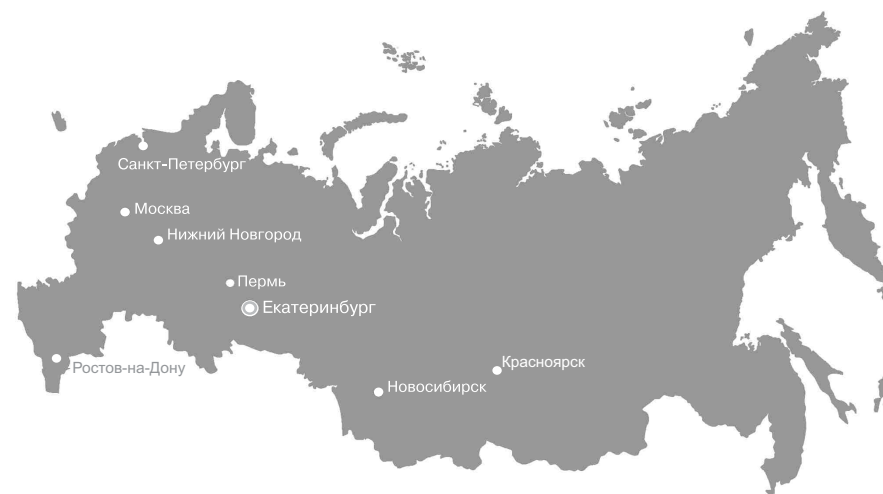 Санкт-Петербург
Москва
Нижний Новгород
Пермь
Екатеринбург
Красноярск
Ростов-на-Дону
Новосибирск